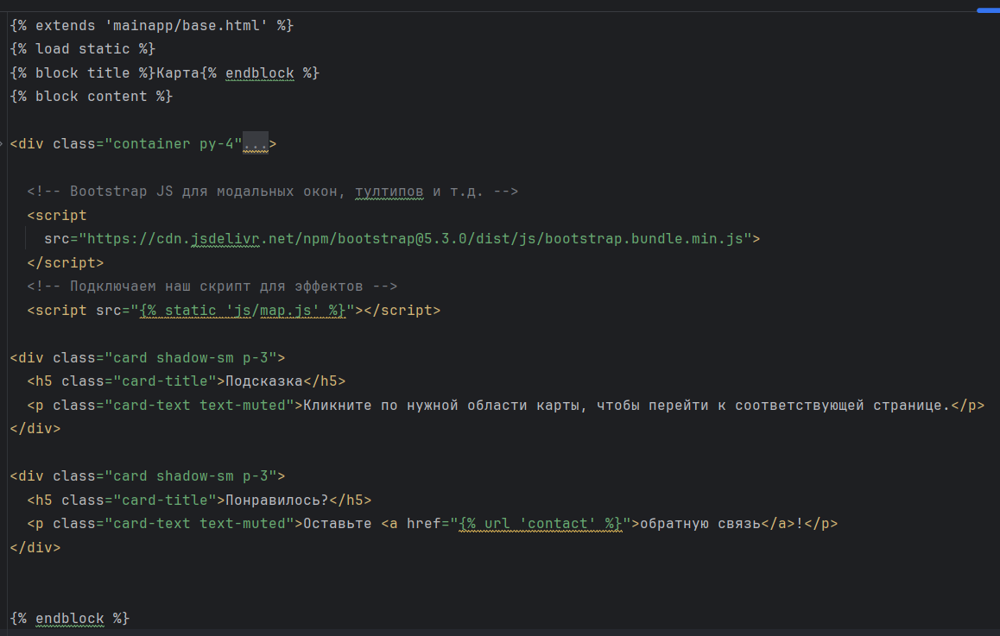 {% extends 'mainapp/base.html' %}
{% load static %}
{% block title %}Карта{% endblock %}
{% block content %}
<div class="container py-4"...>
<!-- Bootstrap JS для модальных окон, тултипов и т.д. -->
<script
src="https://cdn.jsdelivr.net/npm/bootstrap@5.3.0/dist/js/bootstrap.bundle.min.js">
</script>
<!-- Подключаем наш скрипт для эффектов -->
<script src="{% static 'js/map.js' %}"></script>
<div class="card shadow-sm p-3">
<h5 class="card-title">Подсказка</h5>
<p class="card-text text-muted">Кликните по нужной области карты, чтобы перейти к соответствующей странице.</p>
</div>
<div class="card shadow-sm p-3">
<h5 class="card-title">Понравилось?</h5>
<p class="card-text text-muted">Оставьте <a href="{% url 'contact' %}">обратную связь</a>!</p>
</div>
{% endblock %}